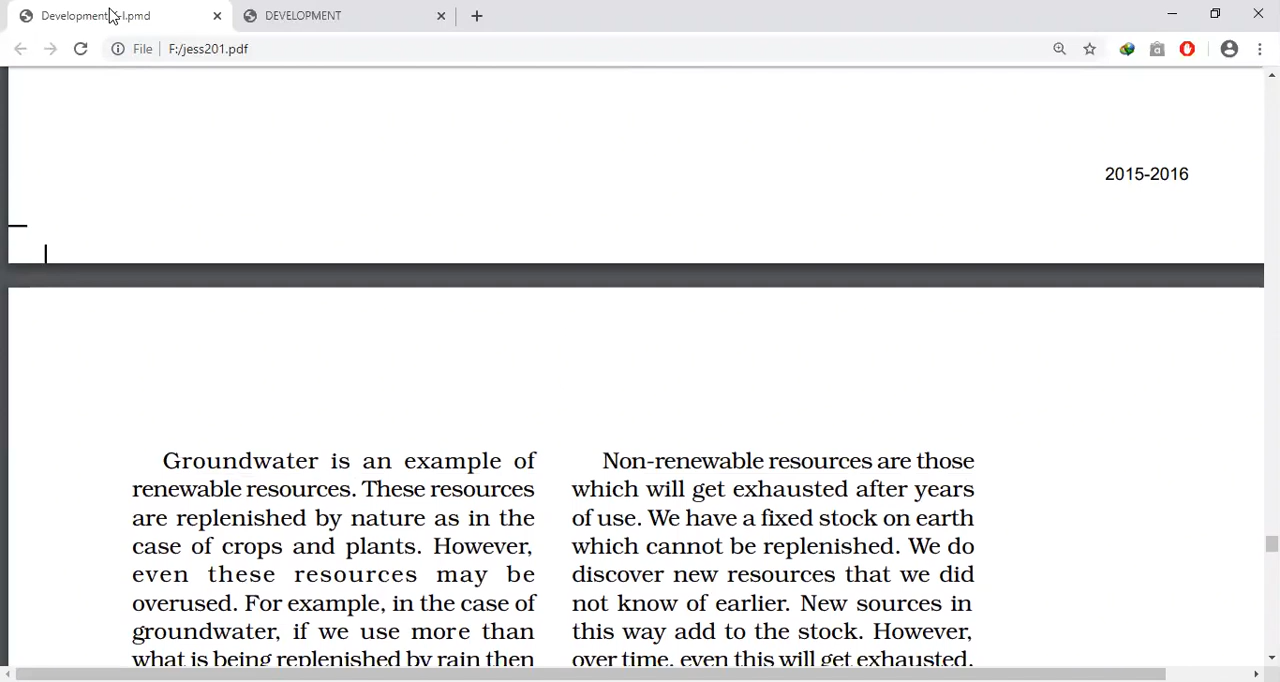 Development -I.pmd
DEVELOPMENT
File
F:/jess201.pdf
2015-2016
Groundwater is an example of
renewable resources. These resources
are replenished by nature as in the
case of crops and plants. However,
even these resources may be
overused. For example, in the case of
groundwater, if we use more than
what is being replenished by rain then
Non-renewable resources are those
which will get exhausted after years
of use. We have a fixed stock on earth
which cannot be replenished. We do
discover new resources that we did
not know of earlier. New sources in
this way add to the stock. However,
over time, even this will get exhausted.